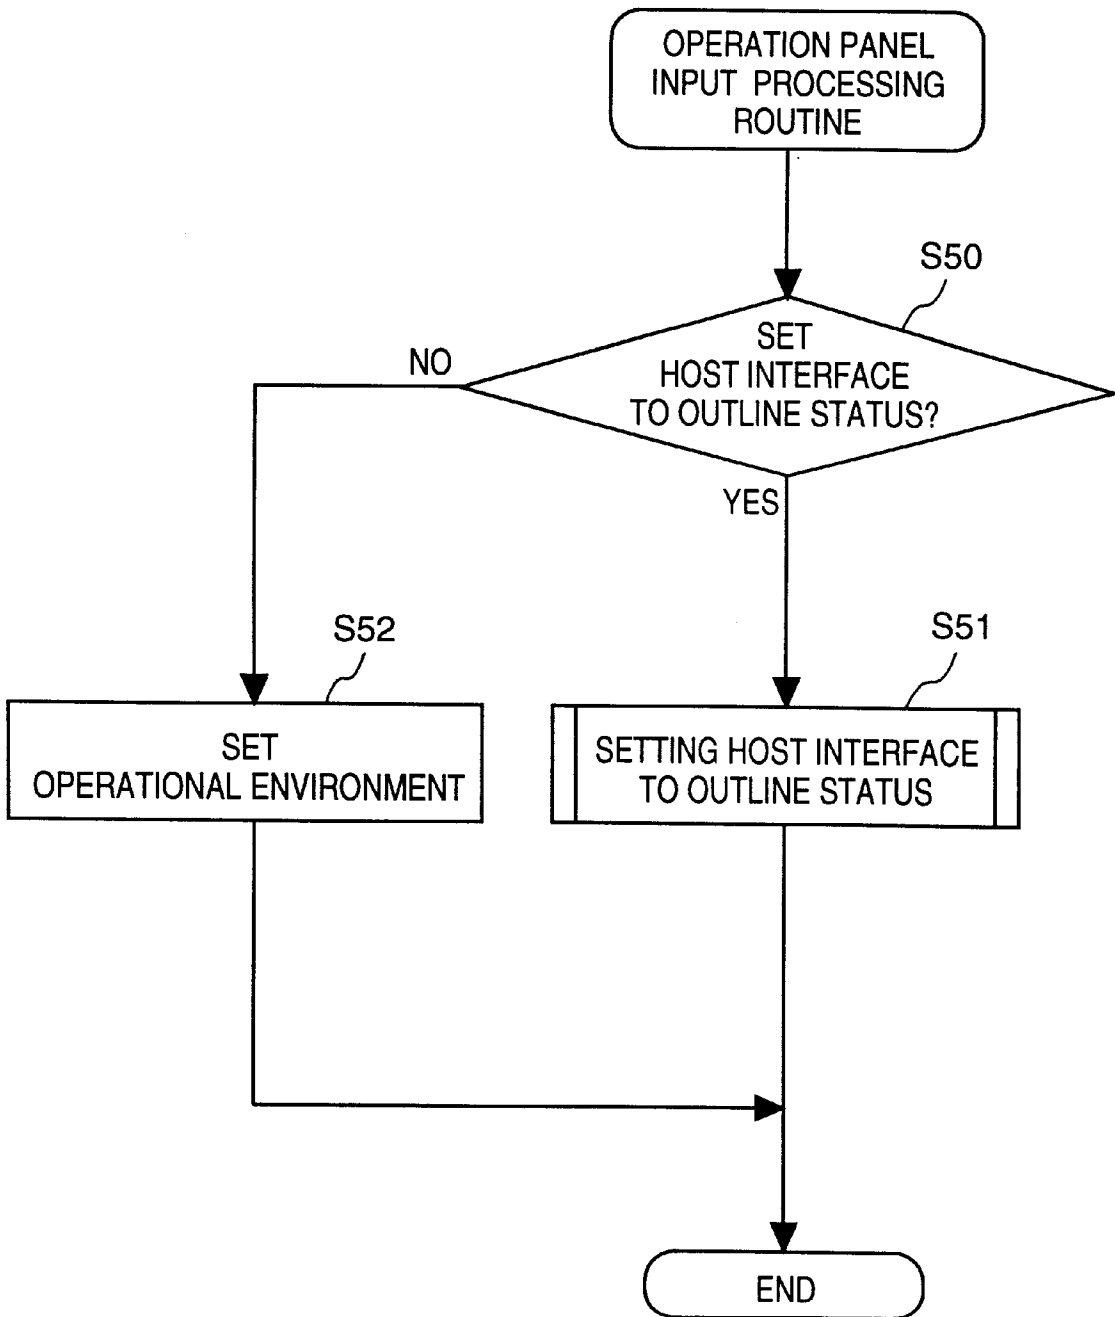 OPERATION PANEL
INPUT PROCESSING
ROUTINE
S50
SET
HOST INTERFACE
TO OUTLINE STATUS?
NO
YES
S52
SET
OPERATIONAL ENVIRONMENT
S51
SETTING HOST INTERFACE
TO OUTLINE STATUS
END